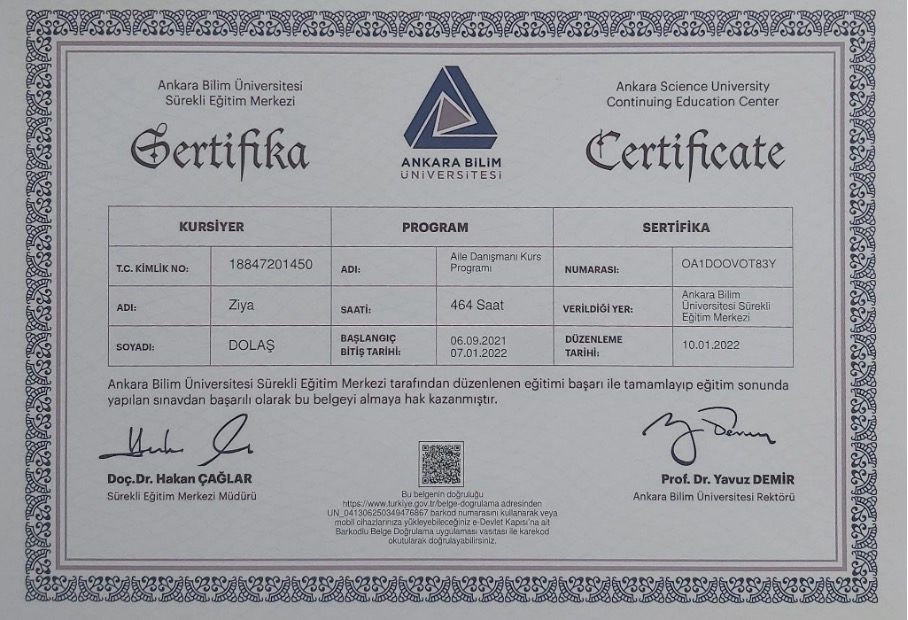 Ankara Bilim Üniversitesi
Sürekli Eğitim Merkezi
Sertifika
ANKARA BİLİM
ÜNİVERSİTESİ
Ankara Science University
Continuing Education Center
Certificate
KURSİYER PROGRAM SERTİFİKA
T.C. KİMLİK NO: 18847201450 ADI: Aile Danışmanı Kurs
Programı NUMARASI: OA1DOOVOT83Y
ADI: Ziya SAATİ: 464 Saat VERİLDİĞİ YER: Ankara Bilim
Üniversitesi Sürekli
Eğitim Merkezi
SOYADI: DOLAŞ BAŞLANGIÇ
BİTİŞ TARİHİ: 06.09.2021
07.01.2022 DÜZENLEME
TARİHİ: 10.01.2022
Ankara Bilim Üniversitesi Sürekli Eğitim Merkezi tarafından düzenlenen eğitimi başarı ile tamamlayıp eğitim sonunda
yapılan sınavdan başarılı olarak bu belgeyi almaya hak kazanmıştır.
Doç.Dr. Hakan ÇAĞLAR
Sürekli Eğitim Merkezi Müdürü
Bu belgenin doğruluğu
https://www.turkiye.gov.tr/belge-dogrulama adresinden
UN_041306250349476867 barkod numarasını kullanarak veya
mobil cihazlarınıza yükleyebileceğiniz e-Devlet Kapısı'na ait
Barkodlu Belge Doğrulama uygulaması vasıtası ile karekod
okutularak doğrulayabilirsiniz.
Prof. Dr. Yavuz DEMİR
Ankara Bilim Üniversitesi Rektörü